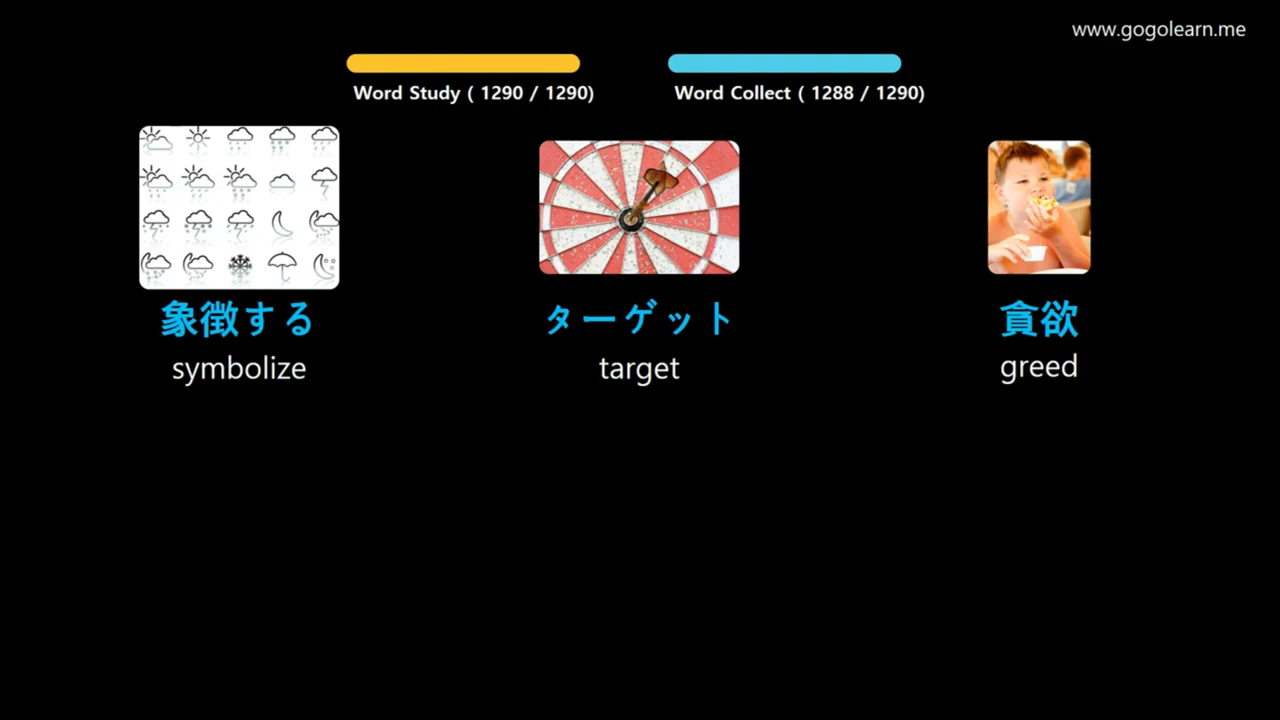 www.gogolearn.me
Word Study ( 1290 / 1290)
Word Collect ( 1288 / 1290)
象徴する
ターゲット
貪欲
symbolize
target
greed